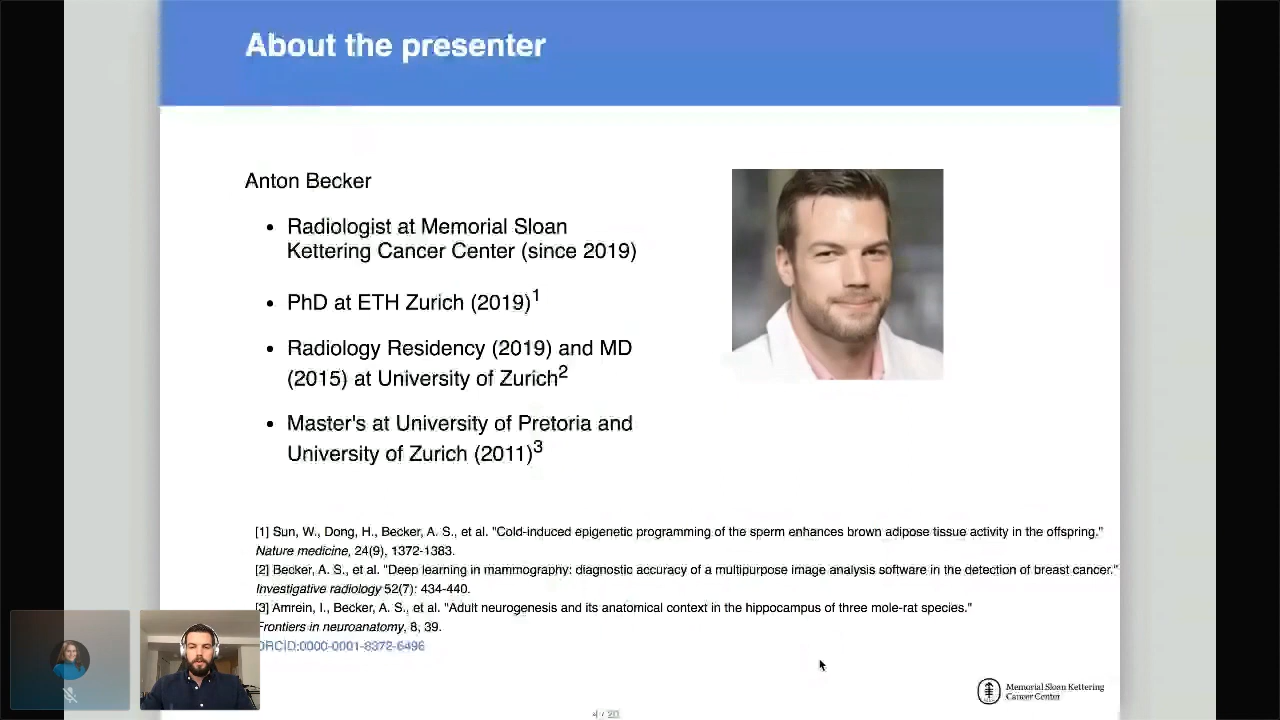 About the presenter
Anton Becker
• Radiologist at Memorial Sloan
Kettering Cancer Center (since 2019)
• PhD at ETH Zurich (2019)1
• Radiology Residency (2019) and MD
(2015) at University of Zurich2
• Master's at University of Pretoria and
University of Zurich (2011)3
[1] Sun, W., Dong, H., Becker, A. S., et al. "Cold-induced epigenetic programming of the sperm enhances brown adipose tissue activity in the offspring."
Nature medicine, 24(9), 1372-1383.
[2] Becker, A. S., et al. "Deep learning in mammography: diagnostic accuracy of a multipurpose image analysis software in the detection of breast cancer."
Investigative radiology 52(7): 434-440.
[3] Amrein, I., Becker, A. S., et al. "Adult neurogenesis and its anatomical context in the hippocampus of three mole-rat species."
Frontiers in neuroanatomy, 8, 39.
ORCID:0000-0001-8372-6496
Memorial Sloan Kettering
Cancer Center
4 / 20